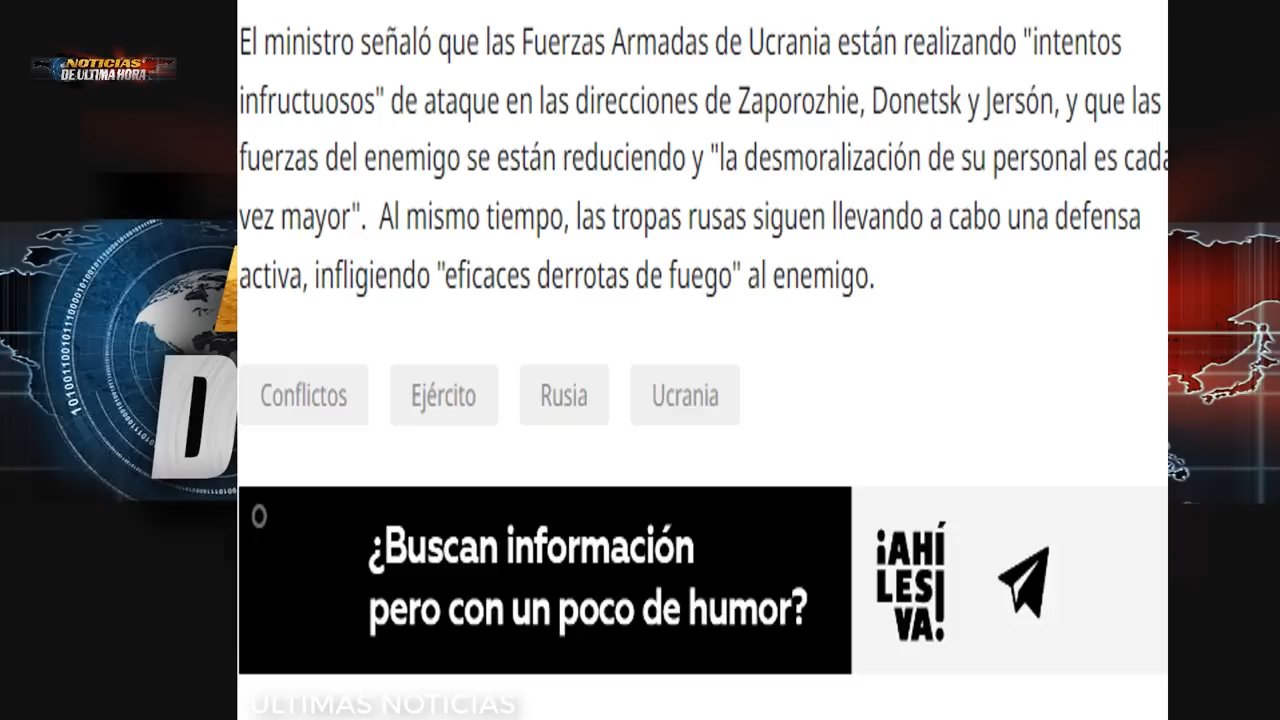 NOTICIAS
DE ULTIMA HORA
El ministro señaló que las Fuerzas Armadas de Ucrania están realizando "intentos
infructuosos" de ataque en las direcciones de Zaporozhie, Donetsk y Jersón, y que las
fuerzas del enemigo se están reduciendo y "la desmoralización de su personal es cada
vez mayor".  Al mismo tiempo, las tropas rusas siguen llevando a cabo una defensa
activa, infligiendo "eficaces derrotas de fuego" al enemigo.
D
Conflictos
Ejército
Rusia
Ucrania
¿Buscan información
pero con un poco de humor?
¡AHÍ
LES
VA!
ULTIMAS NOTICIAS